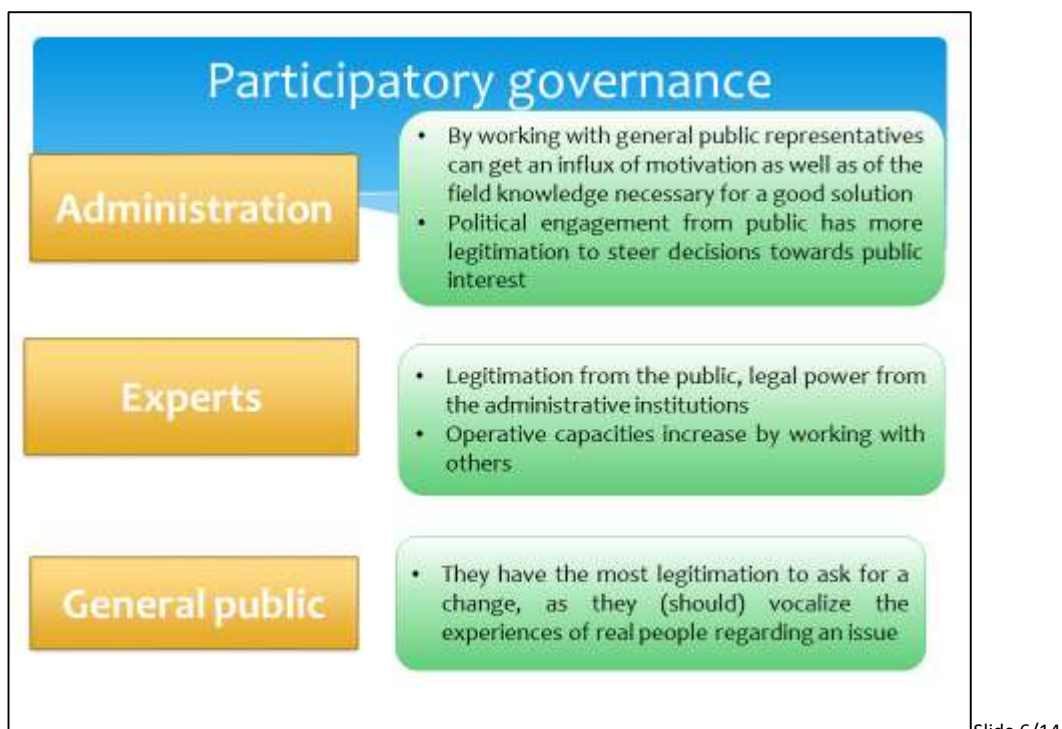 Participatory governance
Administration
• By working with general public representatives
can get an influx of motivation as well as of the
field knowledge necessary for a good solution
• Political engagement from public has more
legitimation to steer decisions towards public
interest
Experts
• Legitimation from the public, legal power from
the administrative institutions
• Operative capacities increase by working with
others
General public
• They have the most legitimation to ask for a
change, as they (should) vocalize the
experiences of real people regarding an issue
Slide 6/14